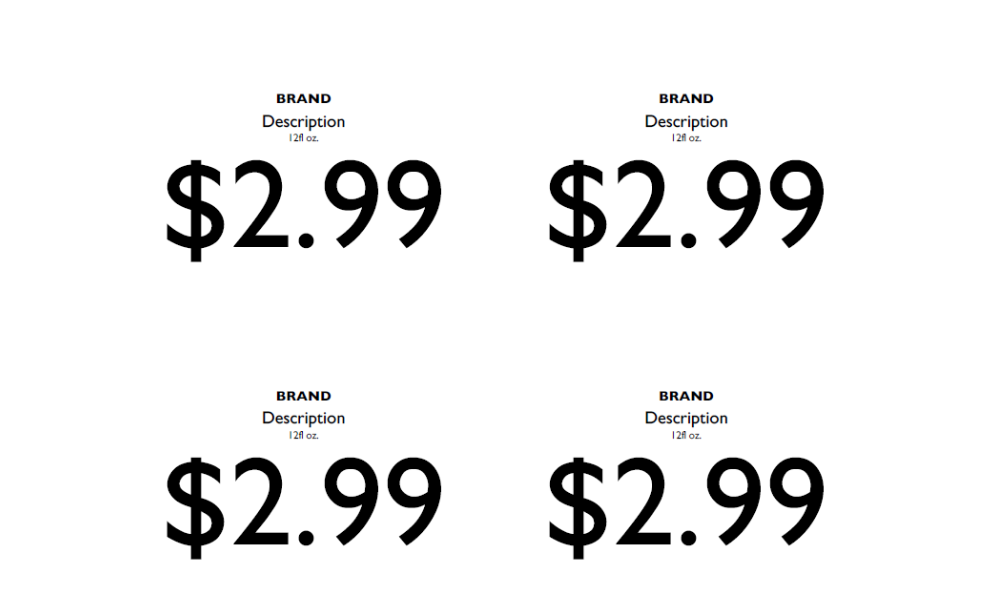 BRAND
Description
12fl oz.
$2.99
BRAND
Description
12fl oz.
$2.99
BRAND
Description
12fl oz.
$2.99
BRAND
Description
12fl oz.
$2.99